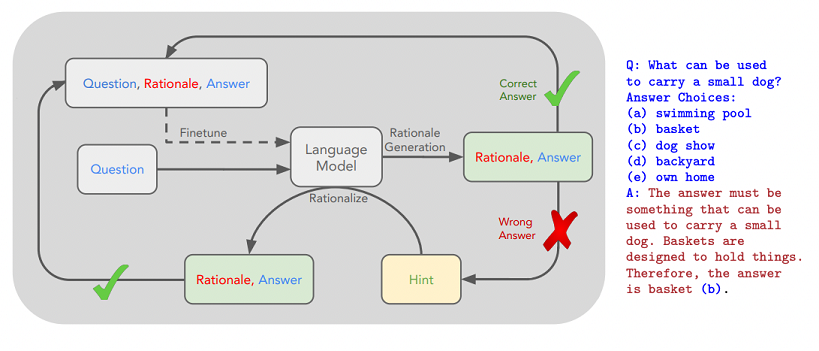 Question, Rationale, Answer
Correct
Answer
Finetune
Language
Model
Rationale
Generation
Question
Rationale, Answer
Rationalize
Wrong
Answer
Rationale, Answer
Hint
Q: What can be used
to carry a small dog?
Answer Choices:
(a) swimming pool
(b) basket
(c) dog show
(d) backyard
(e) own home
A: The answer must be
something that can be
used to carry a small
dog. Baskets are
designed to hold things.
Therefore, the answer
is basket (b).